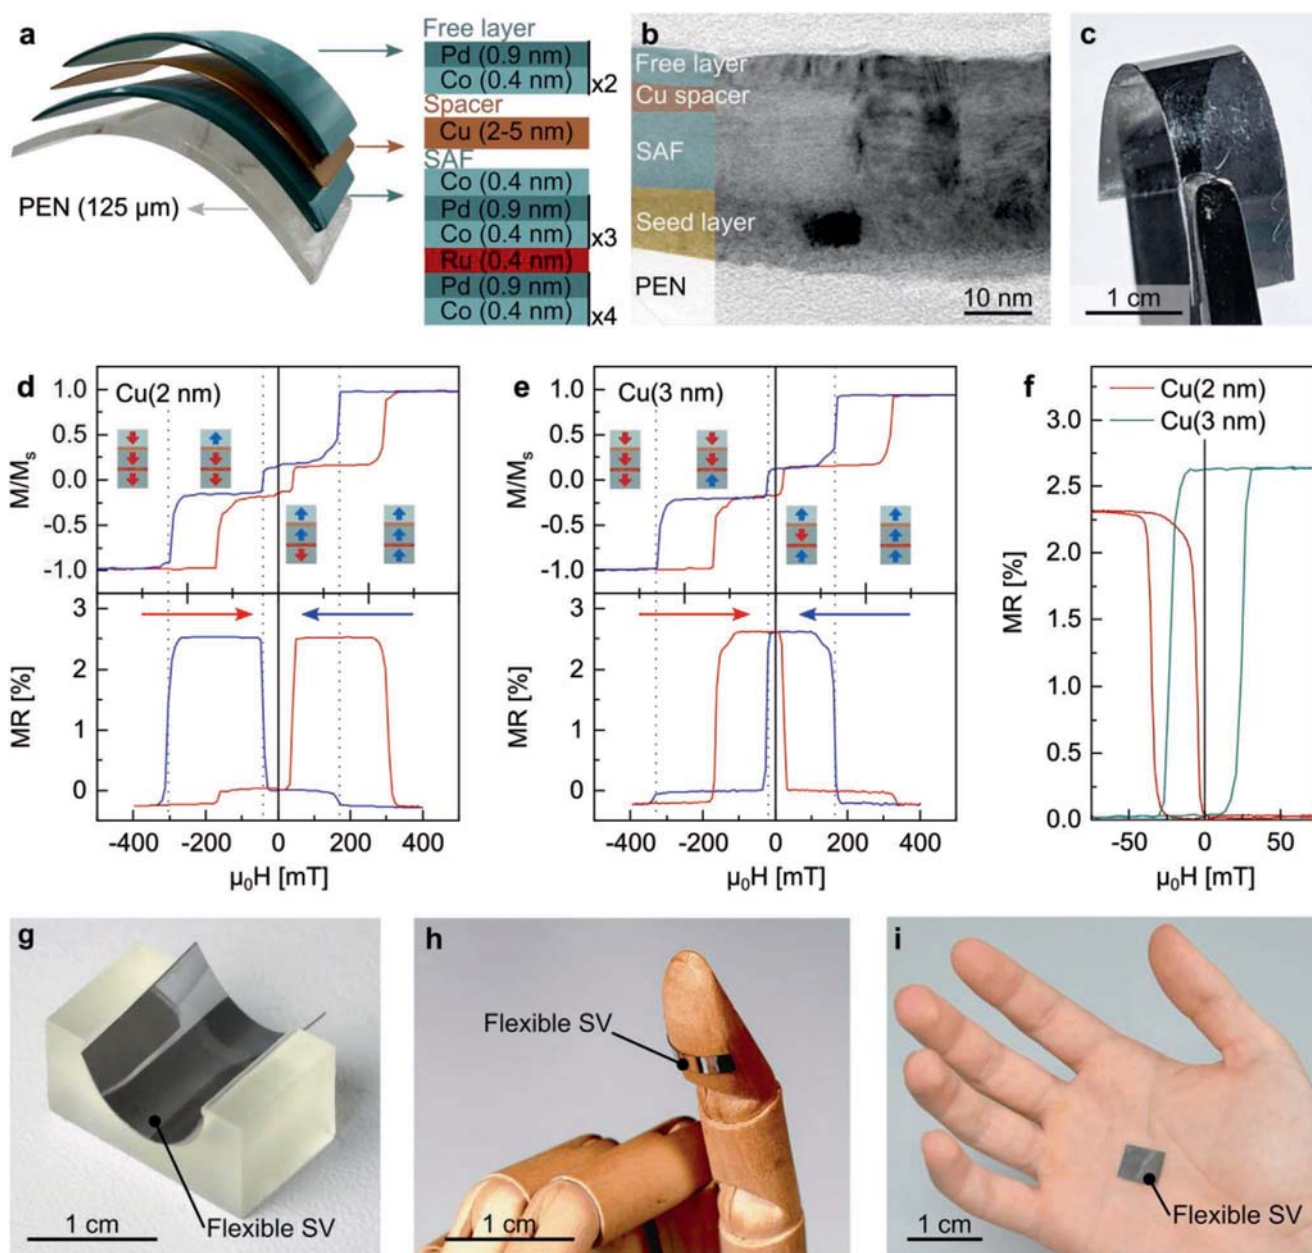 a
Free layer
Pd (0.9 nm)
Co (0.4 nm)
x2
Spacer
Cu (2-5 nm)
SAF
Co (0.4 nm)
Pd (0.9 nm)
Co (0.4 nm)
x3
Ru (0.4 nm)
Pd (0.9 nm)
Co (0.4 nm)
x4
PEN (125 µm)
b
Free layer
Cu spacer
SAF
Seed layer
PEN
10 nm
c
1 cm
d
Cu(2 nm)
M/Ms
1.0
0.5
0.0
-0.5
-1.0
MR [%]
3
2
1
0
-400 -200 0 200 400
µ0H [mT]
e
Cu(3 nm)
M/Ms
1.0
0.5
0.0
-0.5
-1.0
MR [%]
3
2
1
0
-400 -200 0 200 400
µ0H [mT]
f
Cu(2 nm)
Cu(3 nm)
MR [%]
3.0
2.5
2.0
1.5
1.0
0.5
0.0
-50 0 50
µ0H [mT]
g
Flexible SV
1 cm
h
Flexible SV
1 cm
i
Flexible SV
1 cm